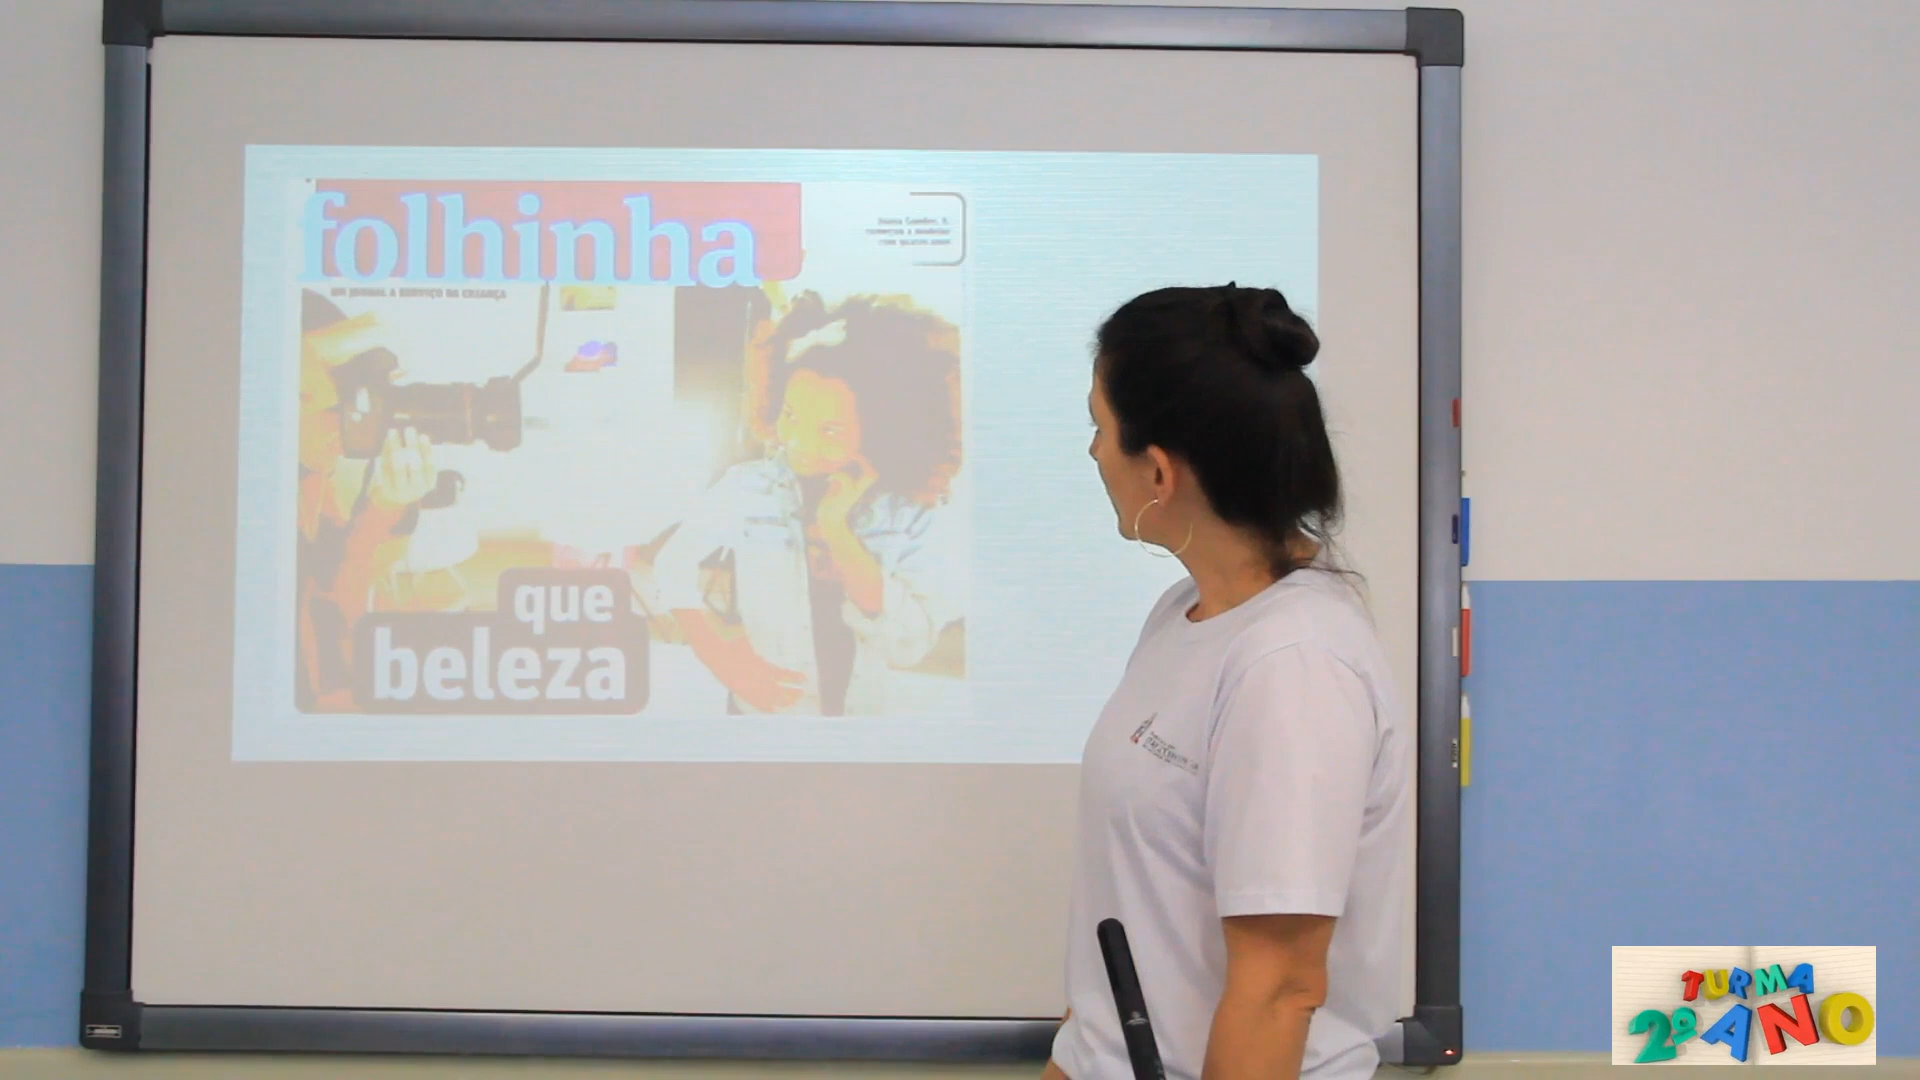 folhinha
UM JORNAL A SERVIÇO DA CRIANÇA
que
beleza
TURMA
2º ANO